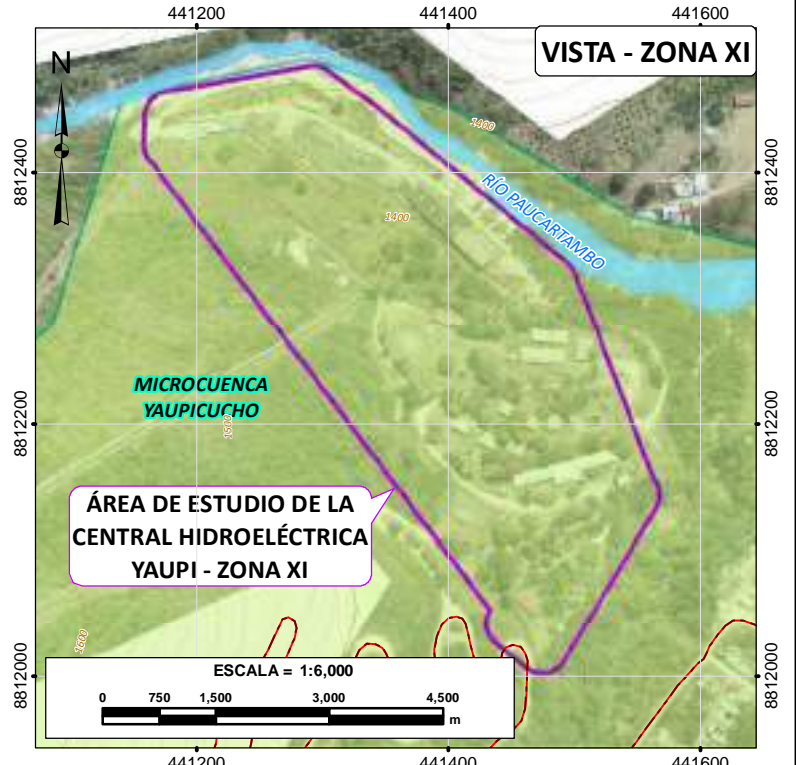 441200 441400 441600
VISTA - ZONA XI
N
1400
8812400
8812400
RÍO PAUCARTAMBO
1400
MICROCUENCA
YAUPICUCHO
8812200
8812200
1500
ÁREA DE ESTUDIO DE LA
CENTRAL HIDROELÉCTRICA
YAUPI - ZONA XI
1600
8812000
8812000
ESCALA = 1:6,000
0 750 1,500 3,000 4,500
m
441200 441400 441600